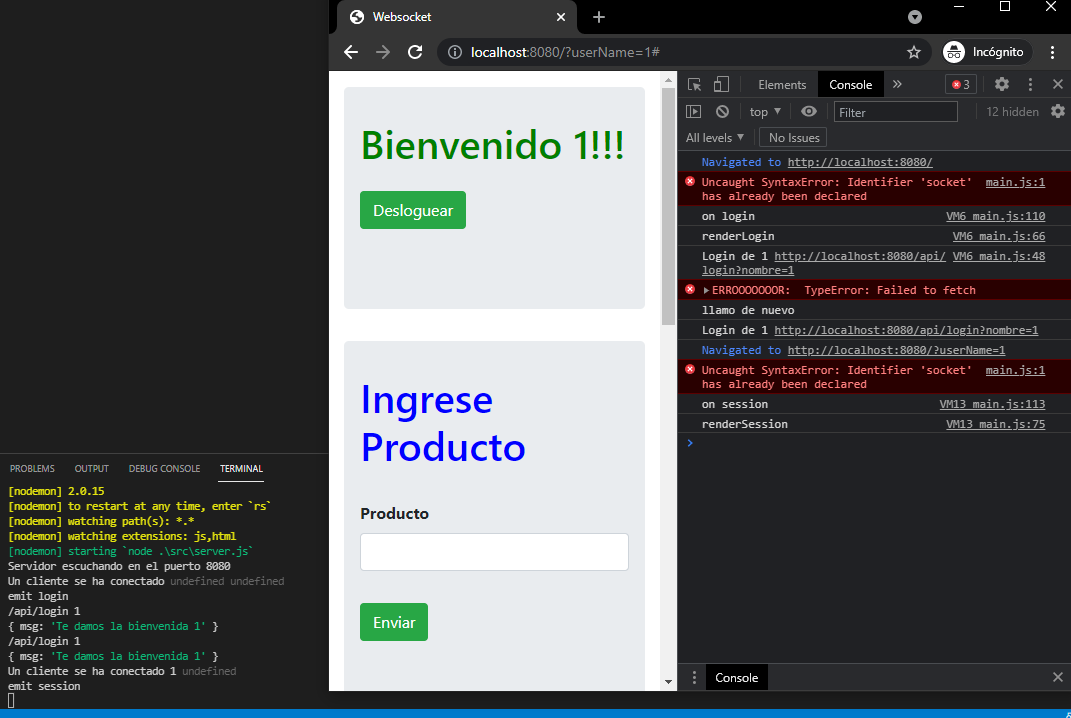 Websocket
localhost:8080/?userName=1#
Incógnito
Bienvenido 1!!!
Desloguear
Ingrese
Producto
Producto
Enviar
Elements
Console
»
3
top ▼
Filter
12 hidden
All levels ▼
No Issues
Navigated to http://localhost:8080/
Uncaught SyntaxError: Identifier 'socket' main.js:1
has already been declared
on login VM6 main.js:110
renderLogin VM6 main.js:66
Login de 1 http://localhost:8080/api/ VM6 main.js:48
login?nombre=1
ERROOOOOOOR: TypeError: Failed to fetch
llamo de nuevo
Login de 1 http://localhost:8080/api/login?nombre=1
Navigated to http://localhost:8080/?userName=1
Uncaught SyntaxError: Identifier 'socket' main.js:1
has already been declared
on session VM13 main.js:113
renderSession VM13 main.js:75
Console
PROBLEMS OUTPUT DEBUG CONSOLE TERMINAL
[nodemon] 2.0.15
[nodemon] to restart at any time, enter `rs`
[nodemon] watching path(s): *.*
[nodemon] watching extensions: js,html
[nodemon] starting `node .\src\server.js`
Servidor escuchando en el puerto 8080
Un cliente se ha conectado undefined undefined
emit login
/api/login 1
{ msg: 'Te damos la bienvenida 1' }
/api/login 1
{ msg: 'Te damos la bienvenida 1' }
Un cliente se ha conectado 1 undefined
emit session